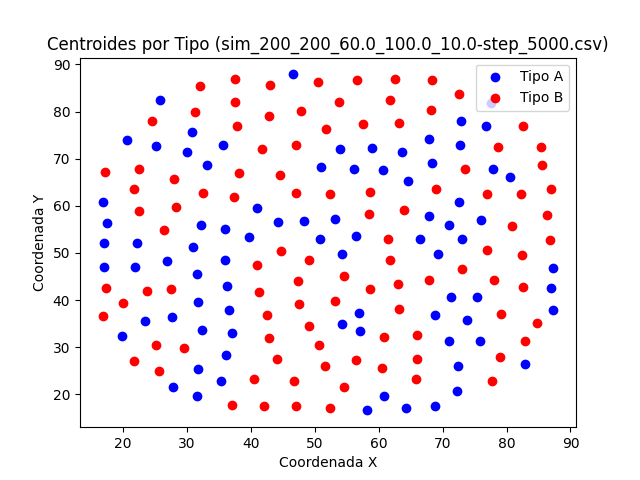 Centroides por Tipo (sim_200_200_60.0_100.0_10.0-step_5000.csv)
Tipo A
Tipo B
Coordenada Y
90
80
70
60
50
40
30
20
20 30 40 50 60 70 80 90
Coordenada X